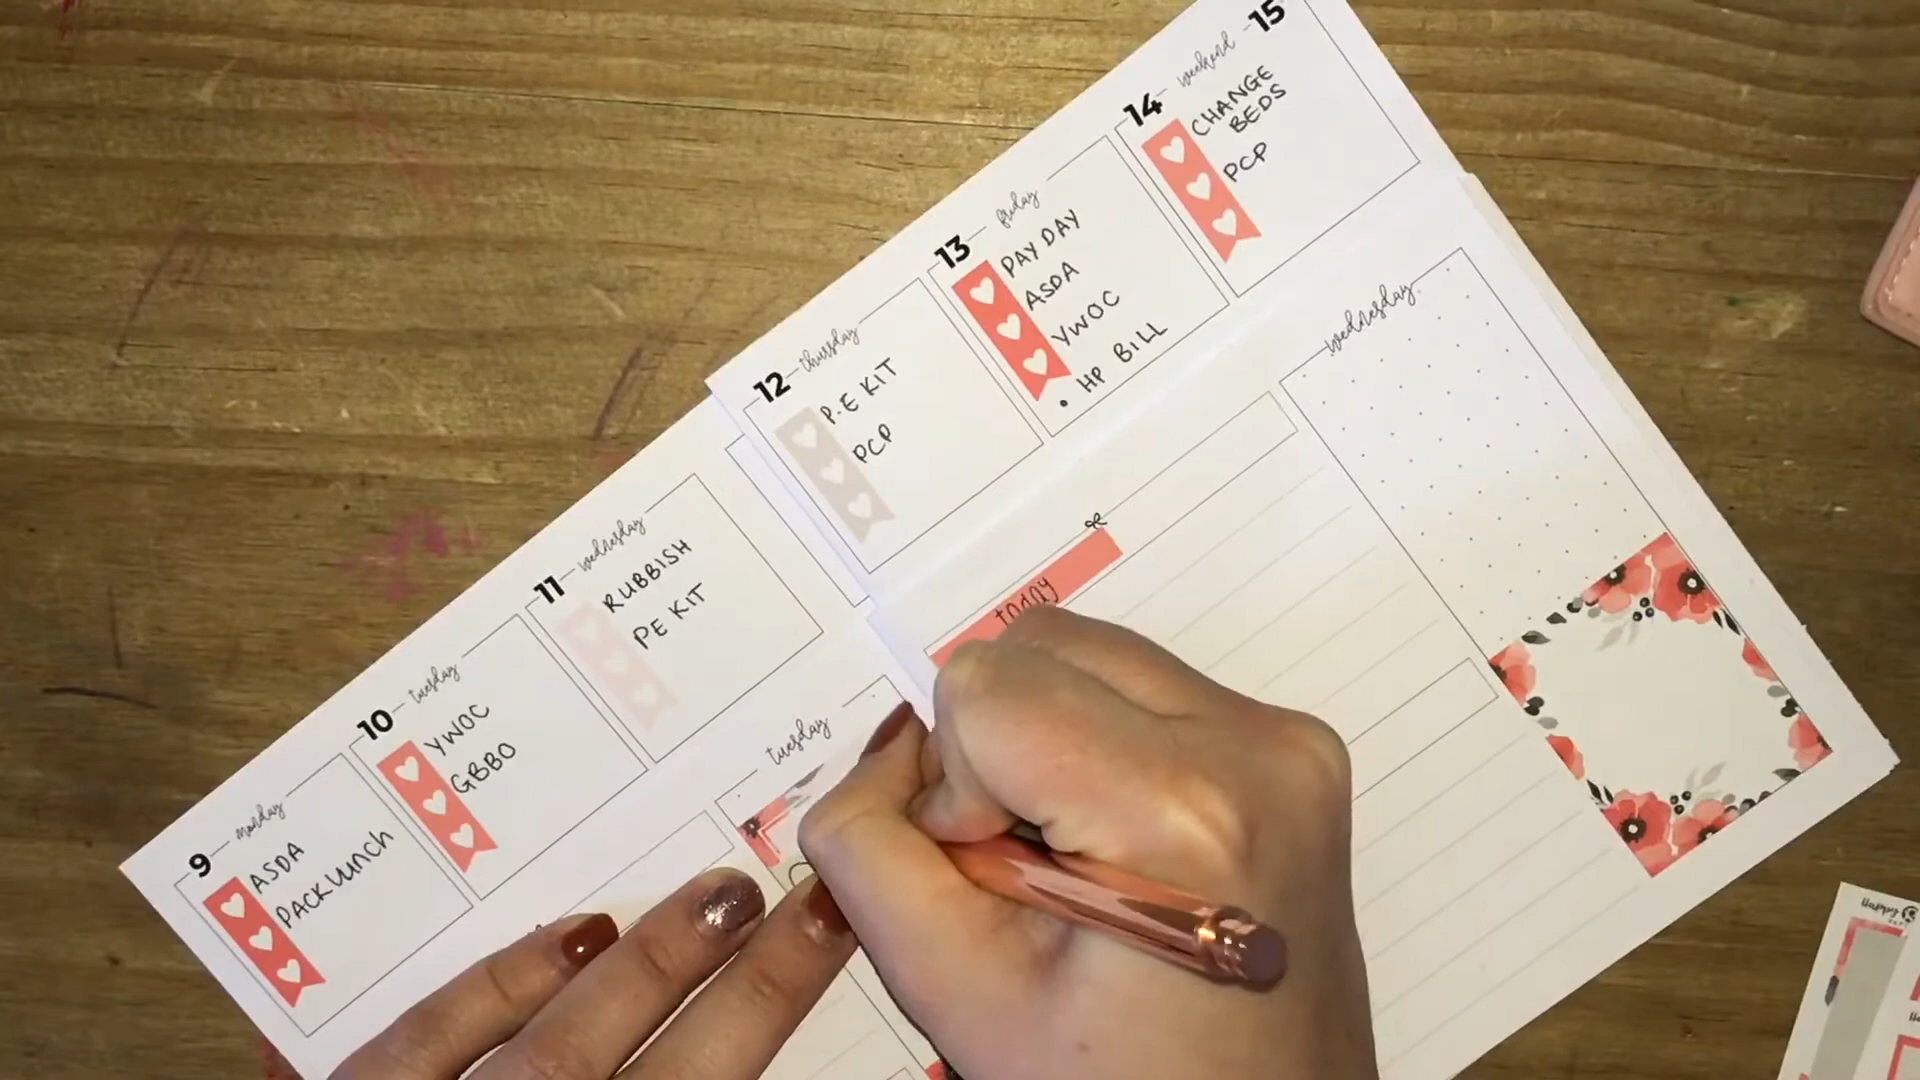 9 monday
ASDA
PACK LUNCh
10 tuesday
YWOC
GBBO
11 wednesday
RUBBISH
PE KIT
12 thursday
P.E KIT
PCP
13 friday
PAY DAY
ASDA
YWOC
• HP BILL
14 weekend 15
CHANGE
BEDS
PCP
tuesday
today
wednesday
Happy